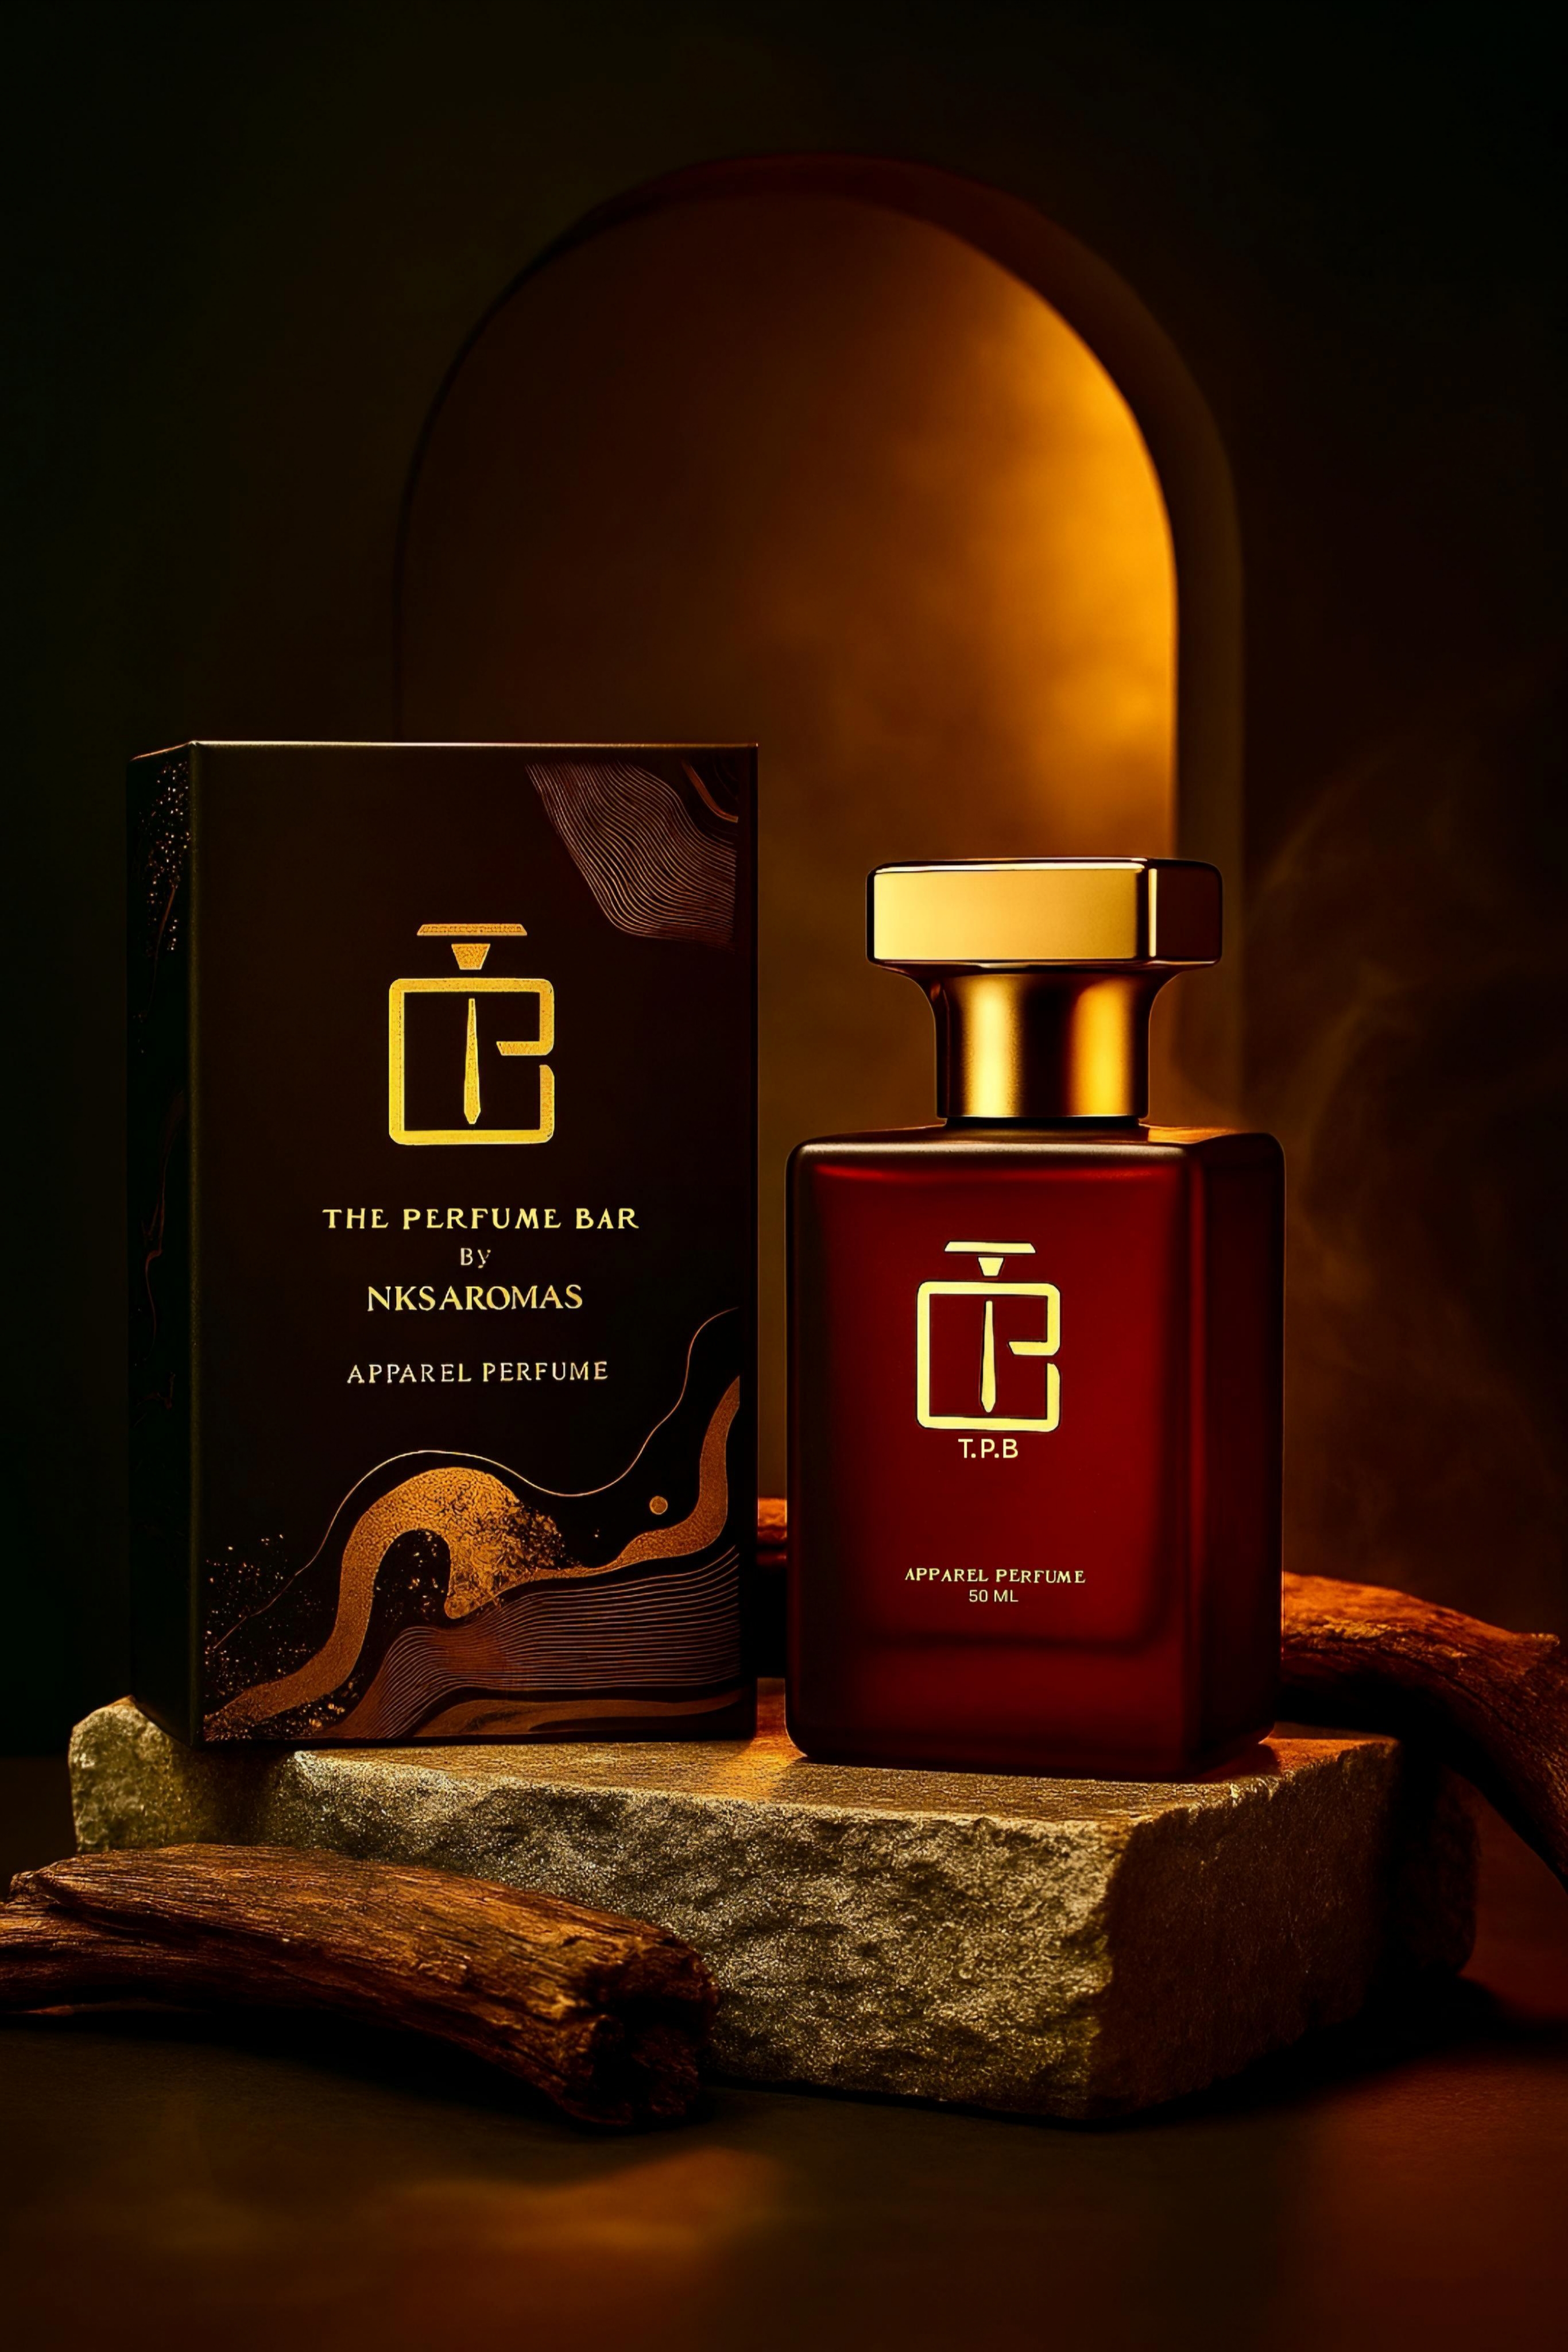 THE PERFUME BAR
By
NKSAROMAS
APPAREL PERFUME
T.P.B
APPAREL PERFUME
50 ML